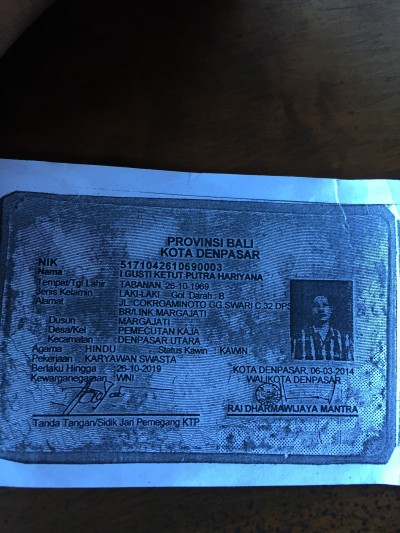 PROVINSI BALI
KOTA DENPASAR
NIK : 5171042610690003
Nama : I GUSTI KETUT PUTRA HARIYANA
Tempat/Tgl Lahir : TABANAN 26-10-1969
Jenis Kelamin : LAKI-LAKI Gol. Darah : B
Alamat : JL. COKROAMINOTO GG SWARI C.32 DPS
BR/LINK.MARGAJATI
Dusun : MARGAJATI
Desa/Kel : PEMECUTAN KAJA
Kecamatan : DENPASAR UTARA
Agama : HINDU Status Kawin : KAWIN
Pekerjaan : KARYAWAN SWASTA
Berlaku Hingga : 26-10-2019
Kewarganegaraan : WNI
KOTA DENPASAR, 06-03-2014
WALIKOTA DENPASAR
RAI DHARMAWIJAYA MANTRA
Tanda Tangan/Sidik Jari Pemegang KTP